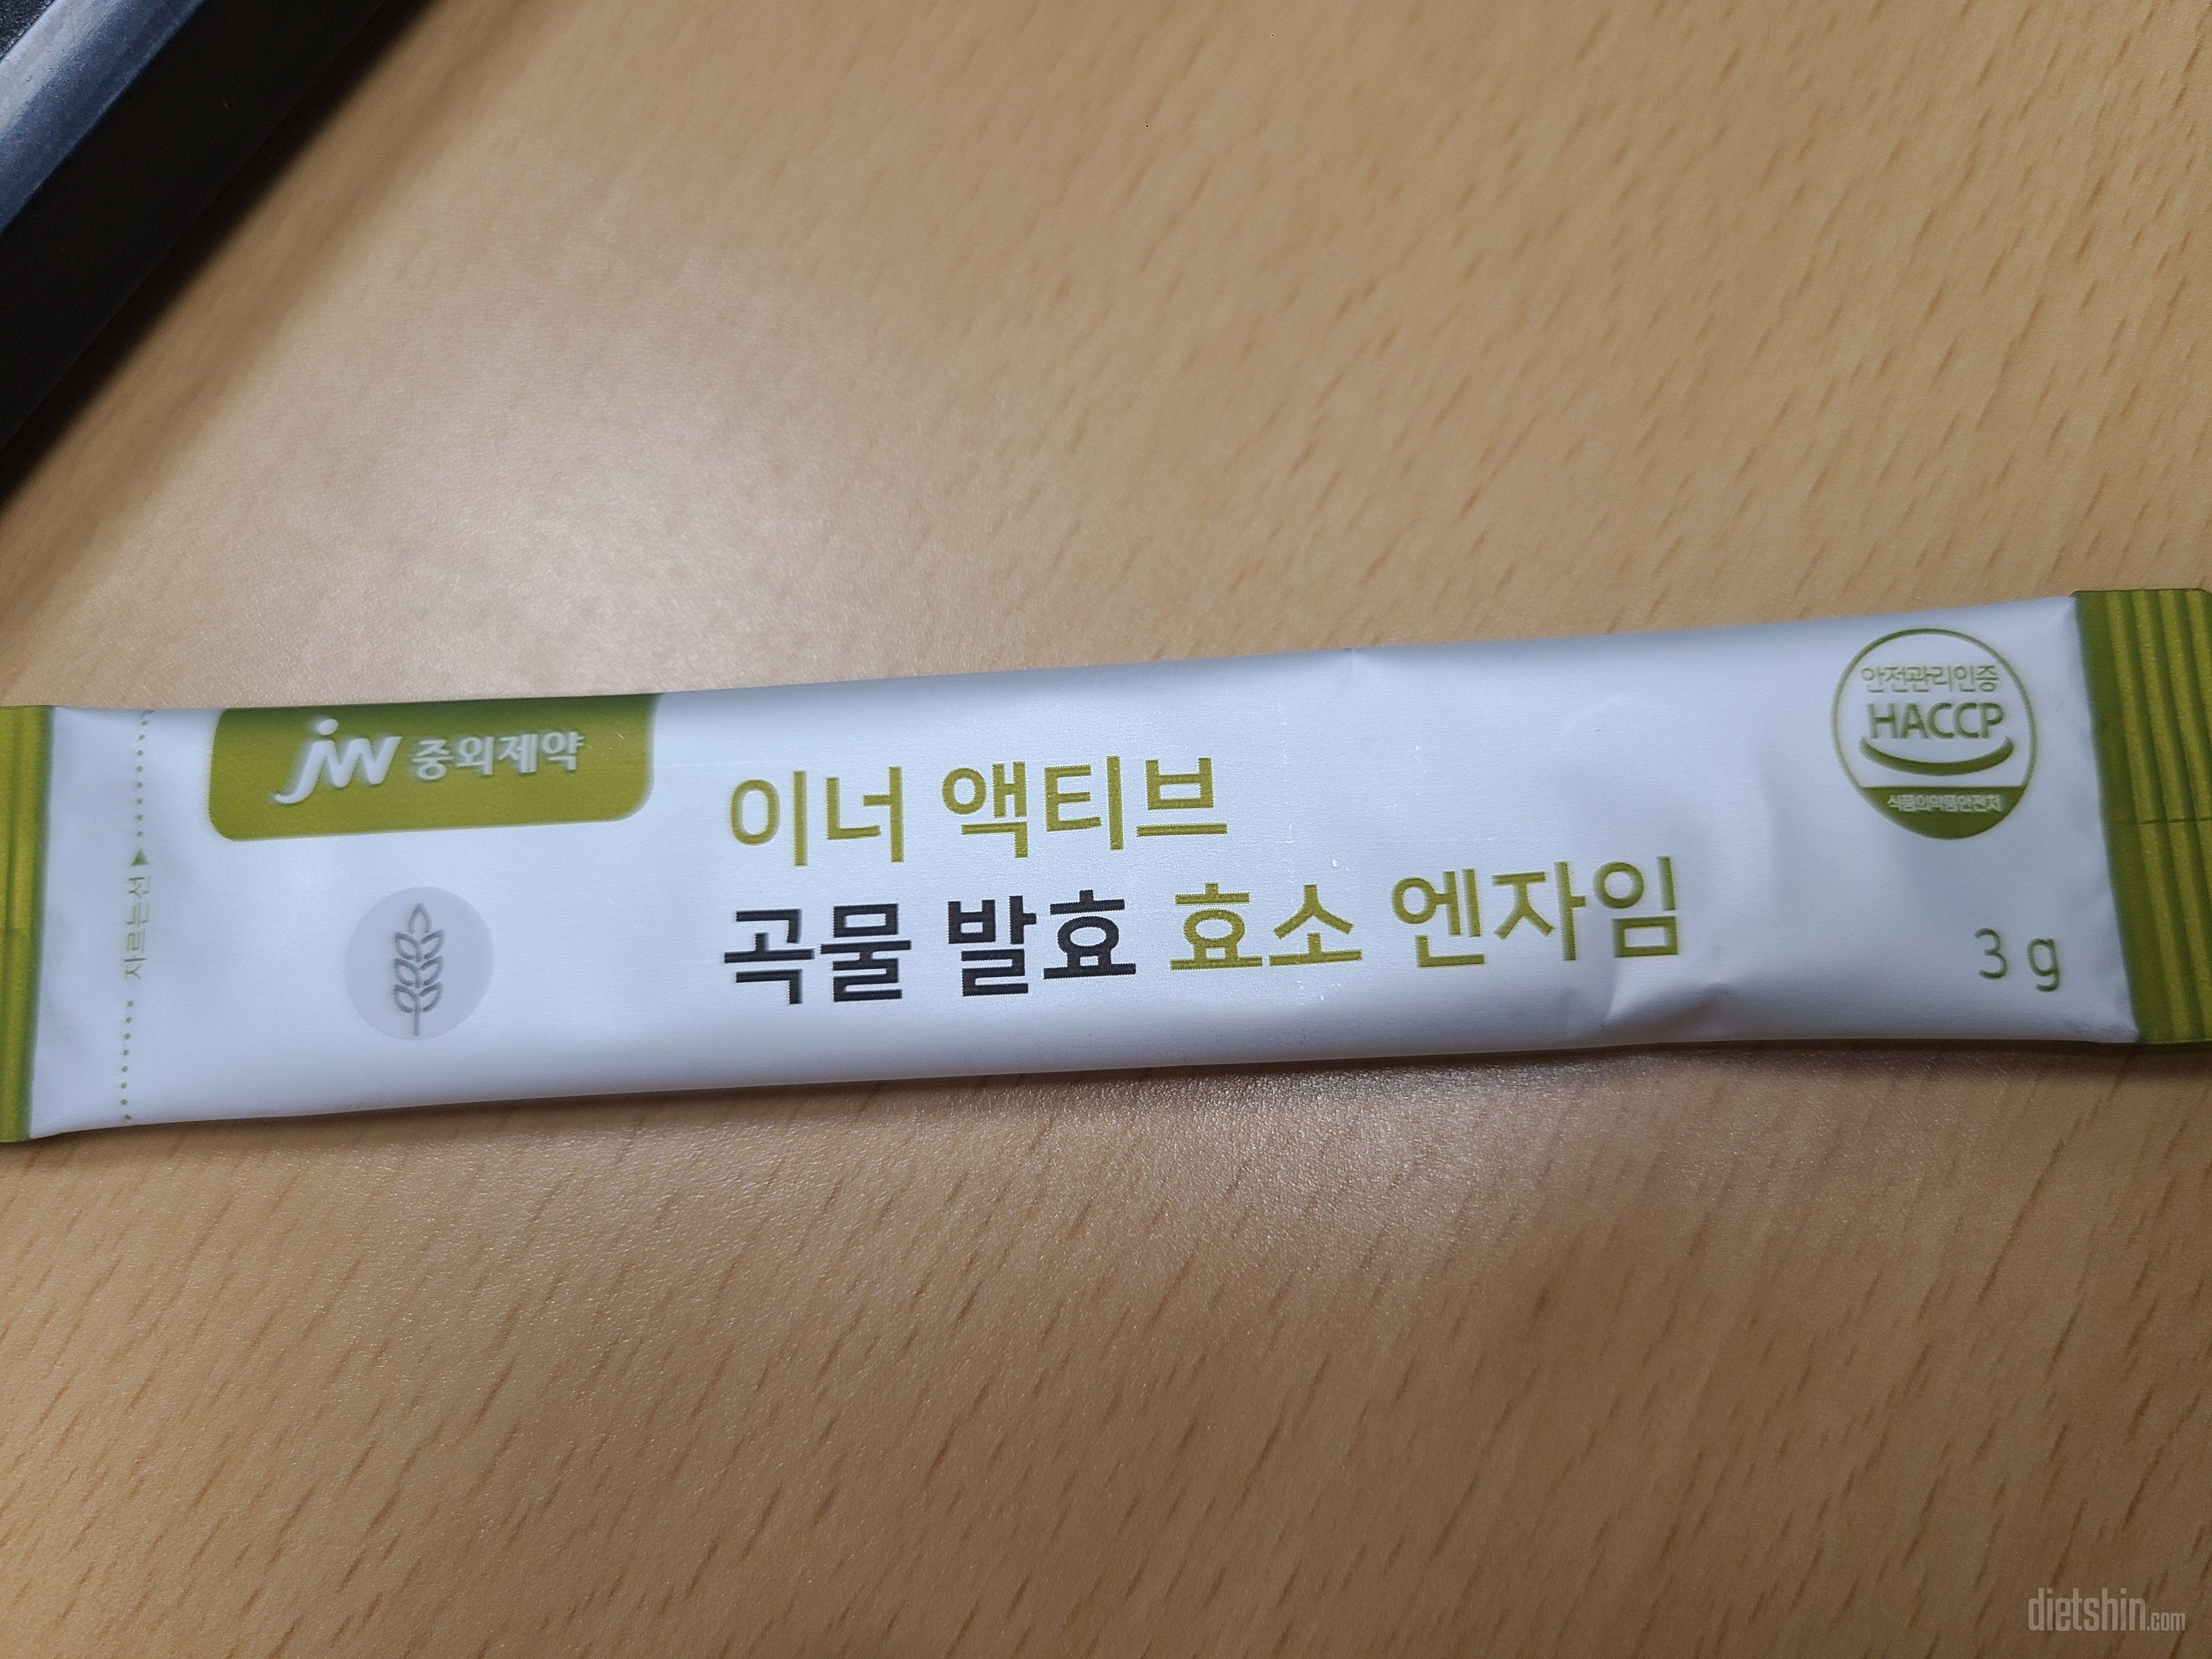 jw 중외제약
이너 액티브
곡물 발효 효소 엔자임
자르는선
안전관리인증
HACCP
식품의약품안전처
3 g
dietshin.com